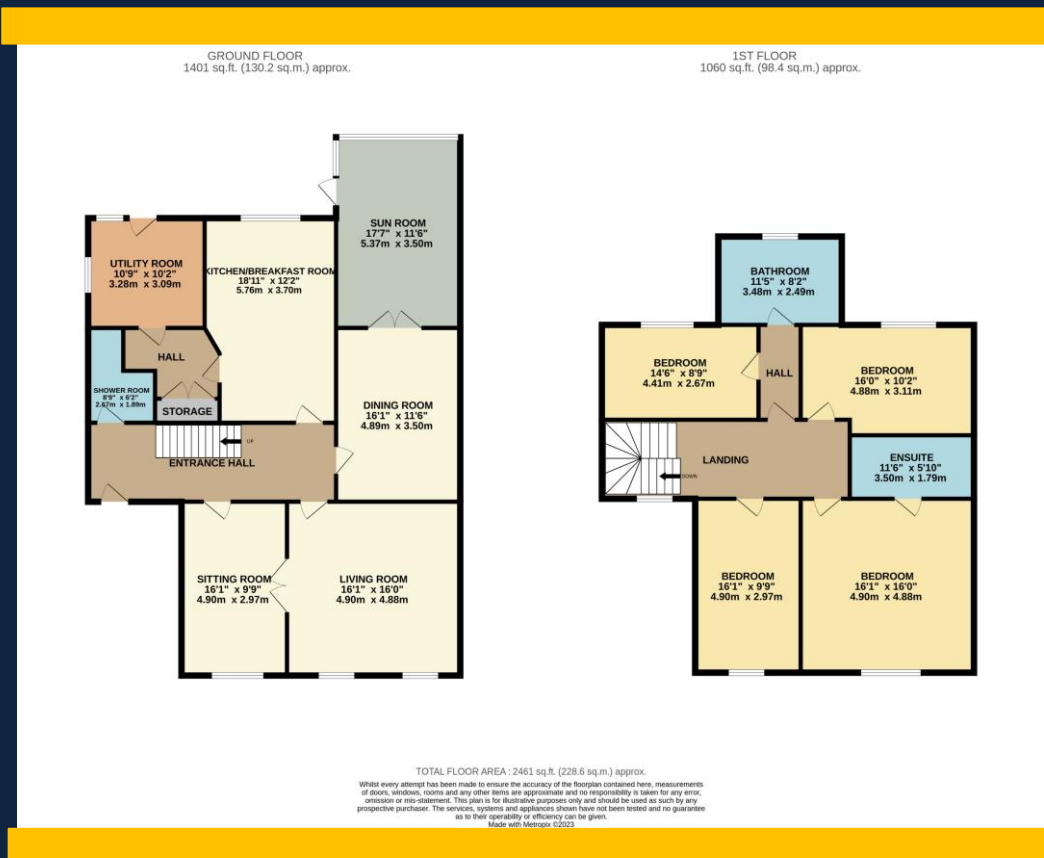 GROUND FLOOR
1401 sq.ft. (130.2 sq.m.) approx.
SUN ROOM
17'7" x 11'6"
5.37m x 3.50m
UTILITY ROOM
10'9" x 10'2"
3.28m x 3.09m
KITCHEN/BREAKFAST ROOM
18'11" x 12'2"
5.76m x 3.70m
HALL
SHOWER ROOM
8'9" x 6'2"
2.67m x 1.89m
STORAGE
DINING ROOM
16'1" x 11'6"
4.89m x 3.50m
UP
ENTRANCE HALL
SITTING ROOM
16'1" x 9'9"
4.90m x 2.97m
LIVING ROOM
16'1" x 16'0"
4.90m x 4.88m
1ST FLOOR
1060 sq.ft. (98.4 sq.m.) approx.
BATHROOM
11'5" x 8'2"
3.48m x 2.49m
BEDROOM
14'6" x 8'9"
4.41m x 2.67m
HALL
BEDROOM
16'0" x 10'2"
4.88m x 3.11m
LANDING
DOWN
ENSUITE
11'6" x 5'10"
3.50m x 1.79m
BEDROOM
16'1" x 9'9"
4.90m x 2.97m
BEDROOM
16'1" x 16'0"
4.90m x 4.88m
TOTAL FLOOR AREA : 2461 sq.ft. (228.6 sq.m.) approx.
Whilst every attempt has been made to ensure the accuracy of the floorplan contained here, measurements
of doors, windows, rooms and any other items are approximate and no responsibility is taken for any error,
omission or mis-statement. This plan is for illustrative purposes only and should be used as such by any
prospective purchaser. The services, systems and appliances shown have not been tested and no guarantee
as to their operability or efficiency can be given.
Made with Metropix ©2023